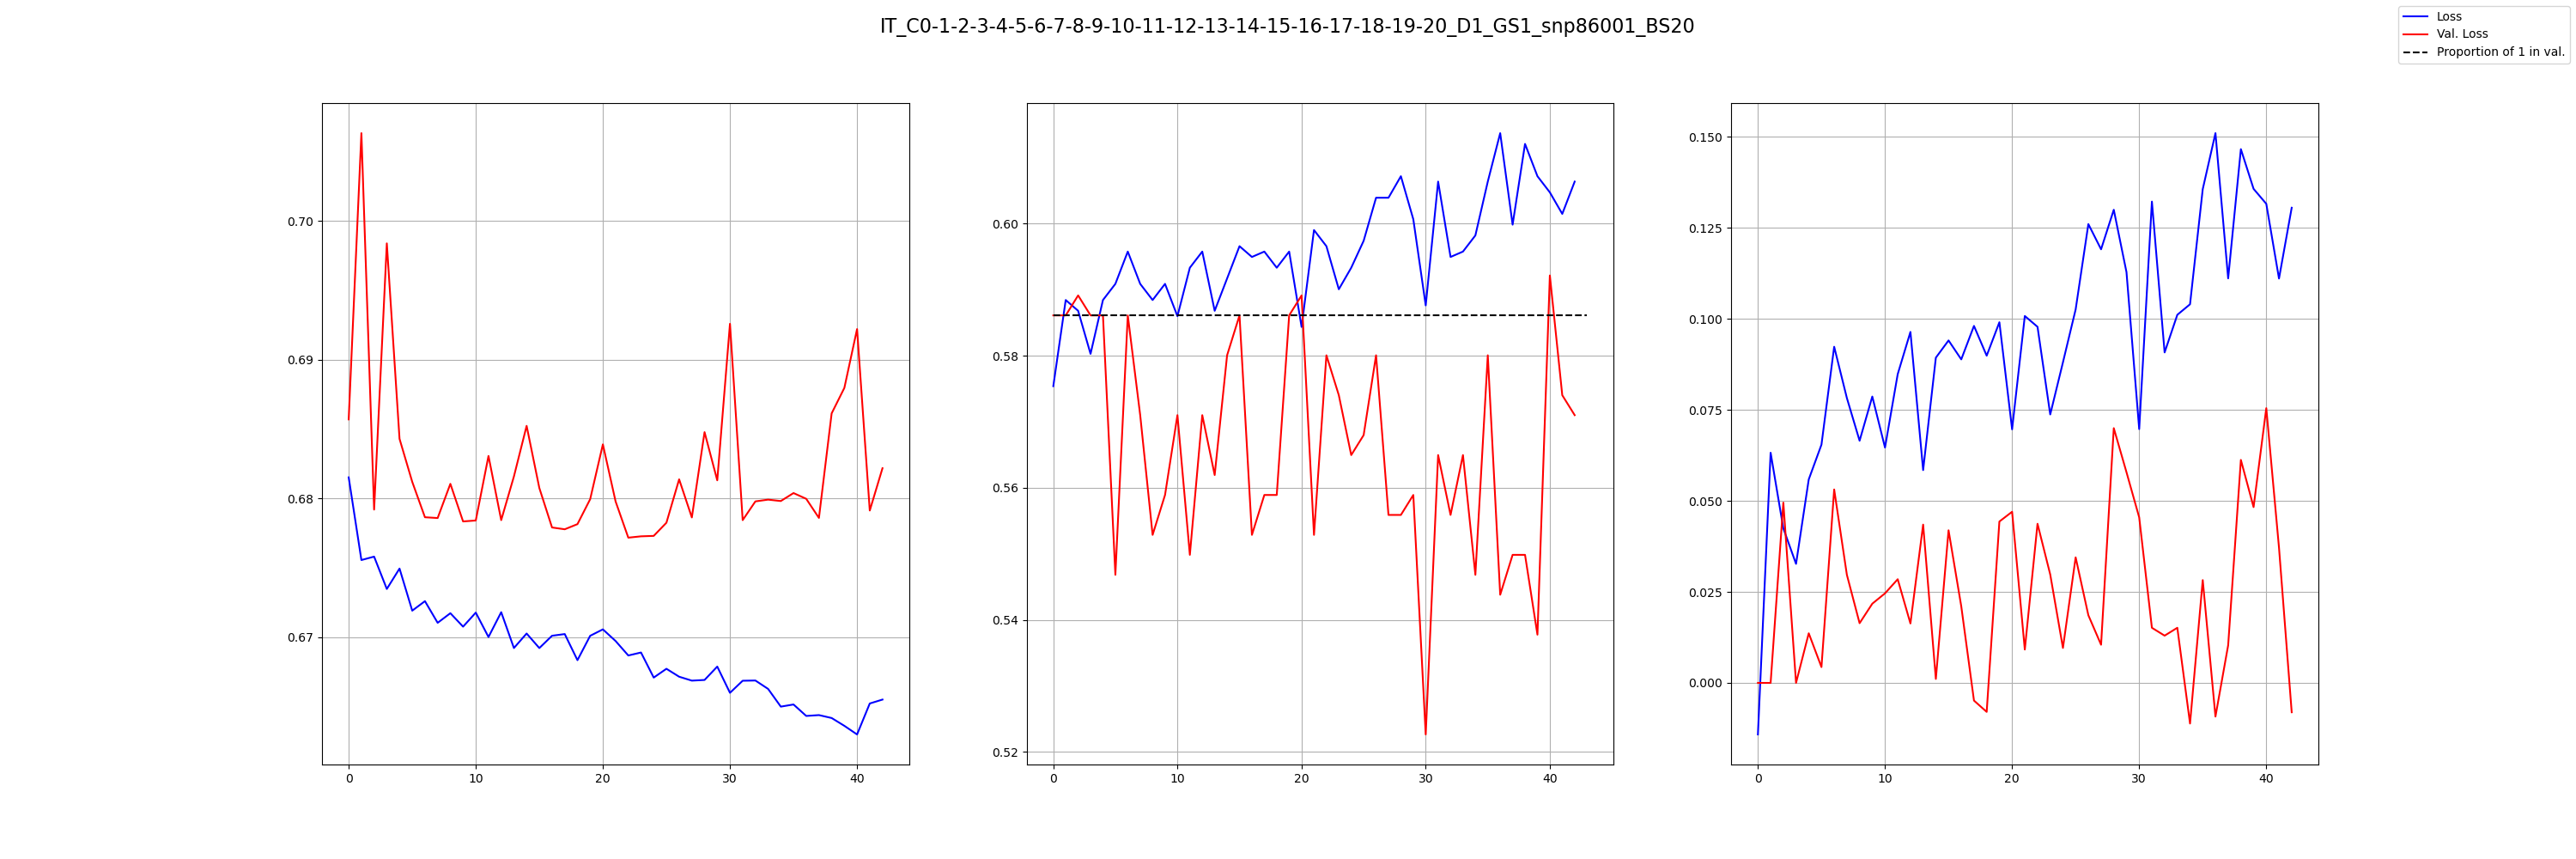 IT_C0-1-2-3-4-5-6-7-8-9-10-11-12-13-14-15-16-17-18-19-20_D1_GS1_snp86001_BS20
Loss
Val. Loss
Proportion of 1 in val.
0.70
0.69
0.68
0.67
0 10 20 30 40
0.60
0.58
0.56
0.54
0.52
0 10 20 30 40
0.150
0.125
0.100
0.075
0.050
0.025
0.000
0 10 20 30 40